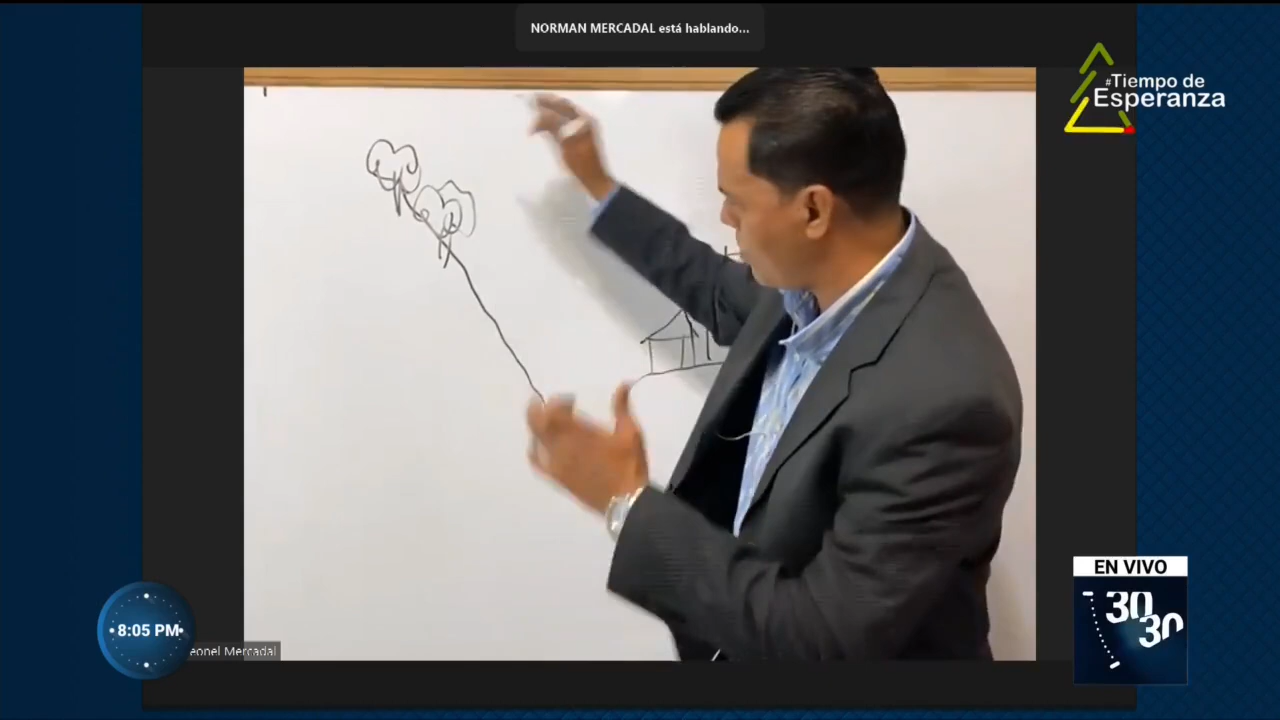 NORMAN MERCADAL está hablando...
#Tiempo de
Esperanza
EN VIVO
30
30
8:05 PM
eonel Mercadal